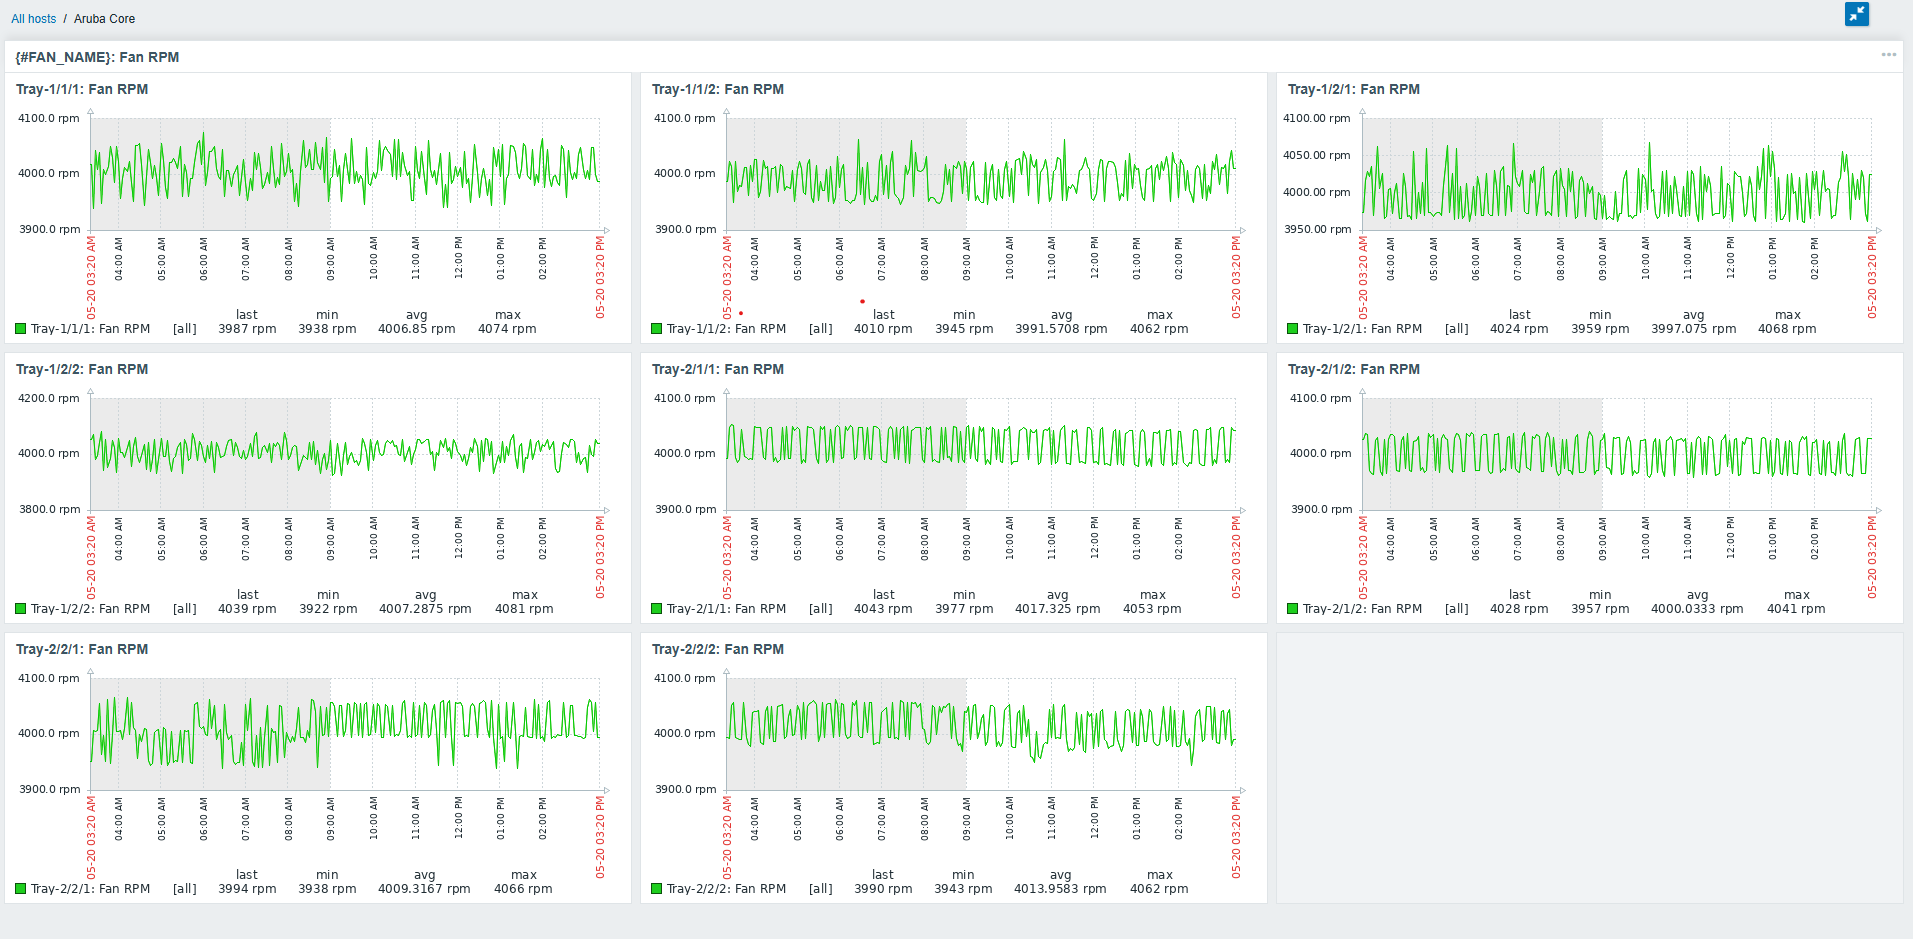 All hosts / Aruba Core
{#FAN_NAME}: Fan RPM
Tray-1/1/1: Fan RPM
4100.0 rpm
4000.0 rpm
3900.0 rpm
05-20 03:20 AM
04:00 AM
05:00 AM
06:00 AM
07:00 AM
08:00 AM
09:00 AM
10:00 AM
11:00 AM
12:00 PM
01:00 PM
02:00 PM
05-20 03:20 PM
last min avg max
Tray-1/1/1: Fan RPM [all] 3987 rpm 3938 rpm 4006.85 rpm 4074 rpm
Tray-1/1/2: Fan RPM
4100.0 rpm
4000.0 rpm
3900.0 rpm
05-20 03:20 AM
04:00 AM
05:00 AM
06:00 AM
07:00 AM
08:00 AM
09:00 AM
10:00 AM
11:00 AM
12:00 PM
01:00 PM
02:00 PM
05-20 03:20 PM
last min avg max
Tray-1/1/2: Fan RPM [all] 4010 rpm 3945 rpm 3991.5708 rpm 4062 rpm
Tray-1/2/1: Fan RPM
4100.00 rpm
4050.00 rpm
4000.00 rpm
3950.00 rpm
05-20 03:20 AM
04:00 AM
05:00 AM
06:00 AM
07:00 AM
08:00 AM
09:00 AM
10:00 AM
11:00 AM
12:00 PM
01:00 PM
02:00 PM
05-20 03:20 PM
last min avg max
Tray-1/2/1: Fan RPM [all] 4024 rpm 3959 rpm 3997.075 rpm 4068 rpm
Tray-1/2/2: Fan RPM
4200.0 rpm
4000.0 rpm
3800.0 rpm
05-20 03:20 AM
04:00 AM
05:00 AM
06:00 AM
07:00 AM
08:00 AM
09:00 AM
10:00 AM
11:00 AM
12:00 PM
01:00 PM
02:00 PM
05-20 03:20 PM
last min avg max
Tray-1/2/2: Fan RPM [all] 4039 rpm 3922 rpm 4007.2875 rpm 4081 rpm
Tray-2/1/1: Fan RPM
4100.0 rpm
4000.0 rpm
3900.0 rpm
05-20 03:20 AM
04:00 AM
05:00 AM
06:00 AM
07:00 AM
08:00 AM
09:00 AM
10:00 AM
11:00 AM
12:00 PM
01:00 PM
02:00 PM
05-20 03:20 PM
last min avg max
Tray-2/1/1: Fan RPM [all] 4043 rpm 3977 rpm 4017.325 rpm 4053 rpm
Tray-2/1/2: Fan RPM
4100.0 rpm
4000.0 rpm
3900.0 rpm
05-20 03:20 AM
04:00 AM
05:00 AM
06:00 AM
07:00 AM
08:00 AM
09:00 AM
10:00 AM
11:00 AM
12:00 PM
01:00 PM
02:00 PM
05-20 03:20 PM
last min avg max
Tray-2/1/2: Fan RPM [all] 4028 rpm 3957 rpm 4000.0333 rpm 4041 rpm
Tray-2/2/1: Fan RPM
4100.0 rpm
4000.0 rpm
3900.0 rpm
05-20 03:20 AM
04:00 AM
05:00 AM
06:00 AM
07:00 AM
08:00 AM
09:00 AM
10:00 AM
11:00 AM
12:00 PM
01:00 PM
02:00 PM
05-20 03:20 PM
last min avg max
Tray-2/2/1: Fan RPM [all] 3994 rpm 3938 rpm 4009.3167 rpm 4066 rpm
Tray-2/2/2: Fan RPM
4100.0 rpm
4000.0 rpm
3900.0 rpm
05-20 03:20 AM
04:00 AM
05:00 AM
06:00 AM
07:00 AM
08:00 AM
09:00 AM
10:00 AM
11:00 AM
12:00 PM
01:00 PM
02:00 PM
05-20 03:20 PM
last min avg max
Tray-2/2/2: Fan RPM [all] 3990 rpm 3943 rpm 4013.9583 rpm 4062 rpm